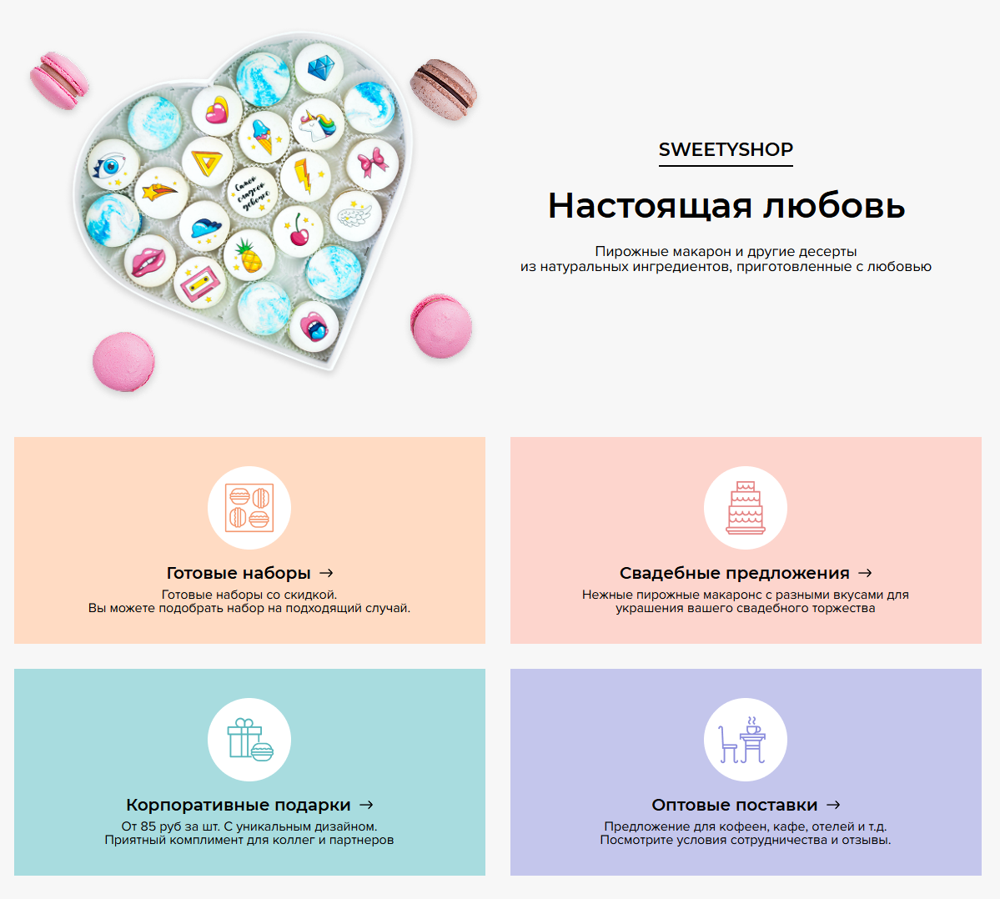 Самой
сладкой
девочке
SWEETYSHOP
Настоящая любовь
Пирожные макарон и другие десерты
из натуральных ингредиентов, приготовленные с любовью
Готовые наборы →
Готовые наборы со скидкой.
Вы можете подобрать набор на подходящий случай.
Свадебные предложения →
Нежные пирожные макаронс с разными вкусами для
украшения вашего свадебного торжества
Корпоративные подарки →
От 85 руб за шт. С уникальным дизайном.
Приятный комплимент для коллег и партнеров
Оптовые поставки →
Предложение для кофеен, кафе, отелей и т.д.
Посмотрите условия сотрудничества и отзывы.